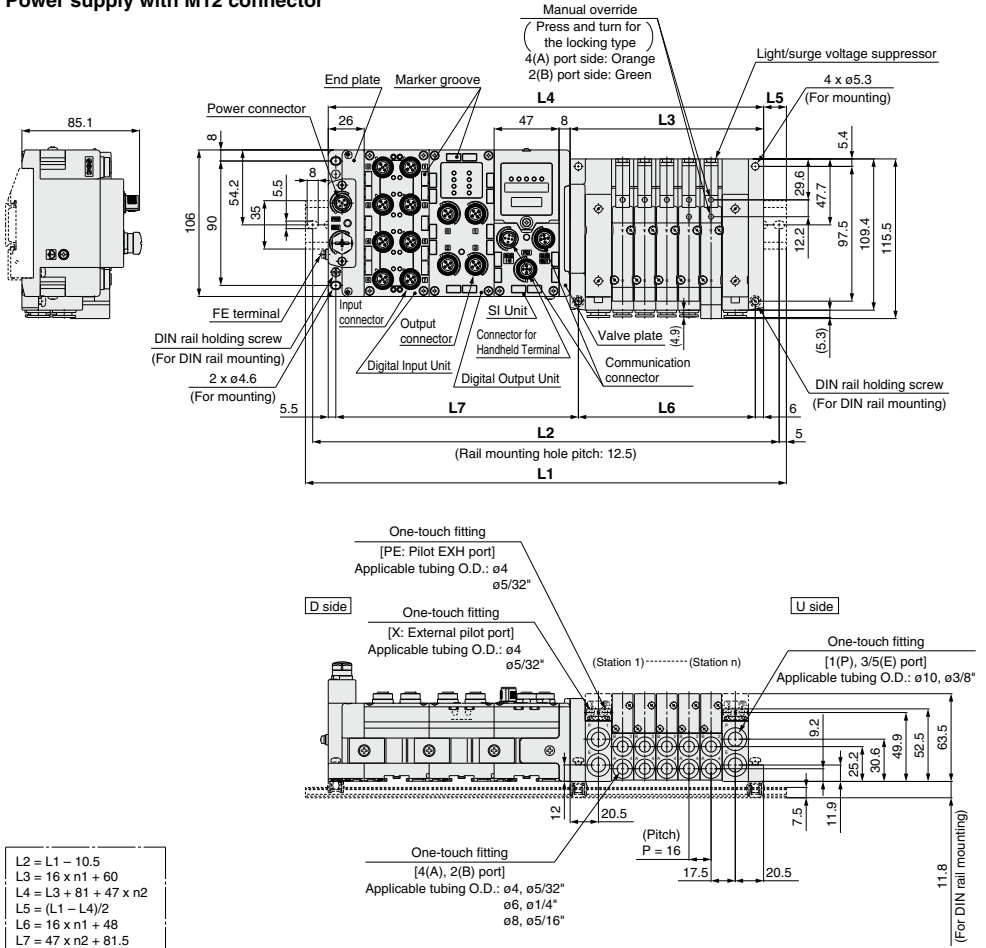 Power supply with M12 connector
Manual override
(Press and turn for
the locking type)
4(A) port side: Orange
2(B) port side: Green
Light/surge voltage suppressor
End plate
Marker groove
Power connector
4 x ø5.3
(For mounting)
L4
L5
26
47
8
L3
85.1
8
5.4
106
90
54.2
35
5.5
8
29.6
12.2
47.7
97.5
109.4
115.5
FE terminal
DIN rail holding screw
(For DIN rail mounting)
2 x ø4.6
(For mounting)
Input
connector
Output
connector
Digital Input Unit
SI Unit
Connector for
Handheld Terminal
Digital Output Unit
Valve plate
(4.9)
Communication
connector
(5.3)
DIN rail holding screw
(For DIN rail mounting)
5.5
L7
L6
6
L2
5
(Rail mounting hole pitch: 12.5)
L1
One-touch fitting
[PE: Pilot EXH port]
Applicable tubing O.D.: ø4
ø5/32"
D side
U side
One-touch fitting
[X: External pilot port]
Applicable tubing O.D.: ø4
ø5/32"
(Station 1)--------(Station n)
One-touch fitting
[1(P), 3/5(E) port]
Applicable tubing O.D.: ø10, ø3/8"
9.2
25.2
30.6
49.9
52.5
63.5
12
20.5
(Pitch)
P = 16
17.5
20.5
7.5
11.9
11.8
(For DIN rail mounting)
One-touch fitting
[4(A), 2(B) port]
Applicable tubing O.D.: ø4, ø5/32"
ø6, ø1/4"
ø8, ø5/16"
L2 = L1 – 10.5
L3 = 16 x n1 + 60
L4 = L3 + 81 + 47 x n2
L5 = (L1 – L4)/2
L6 = 16 x n1 + 48
L7 = 47 x n2 + 81.5